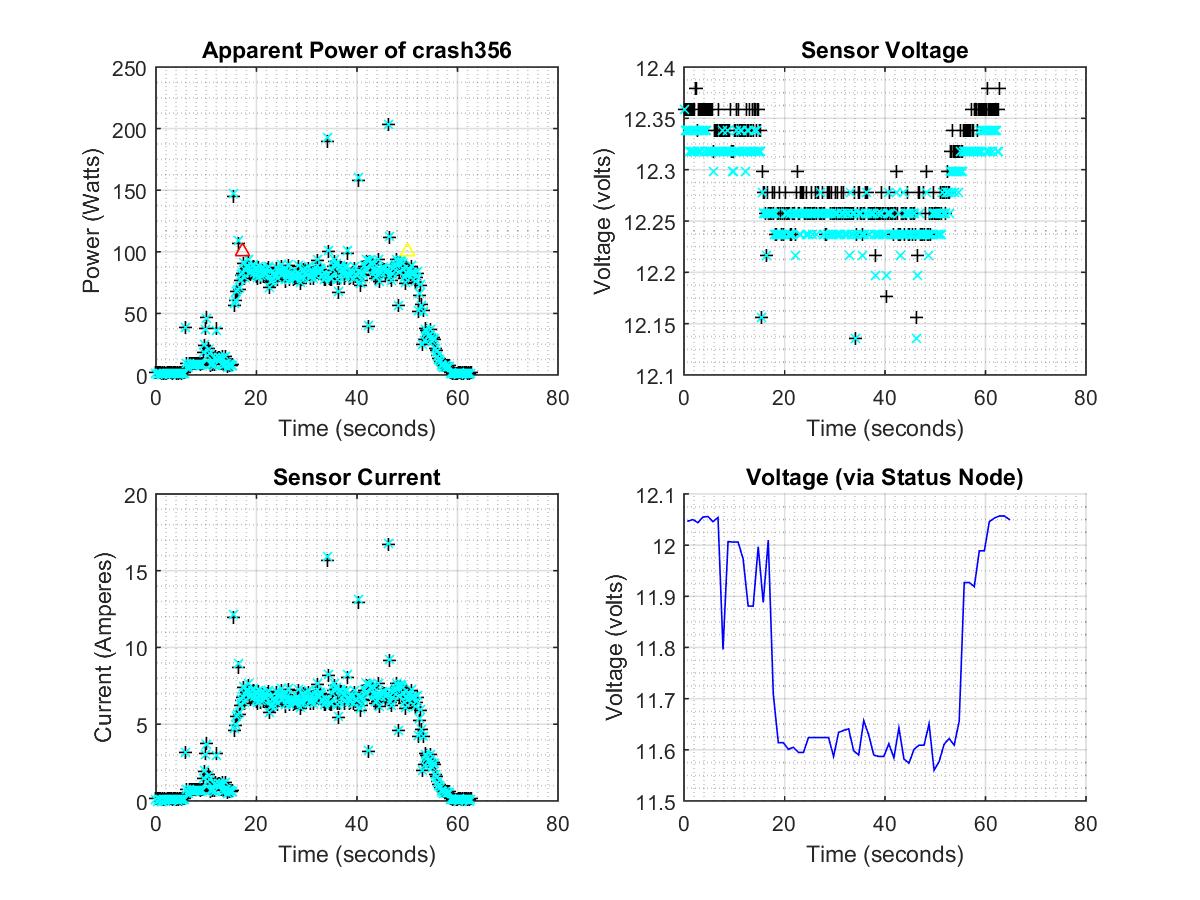 Apparent Power of crash356
250
200
150
100
50
0
Power (Watts)
0 20 40 60 80
Time (seconds)
Sensor Voltage
12.4
12.35
12.3
12.25
12.2
12.15
12.1
Voltage (volts)
0 20 40 60 80
Time (seconds)
Sensor Current
20
15
10
5
0
Current (Amperes)
0 20 40 60 80
Time (seconds)
Voltage (via Status Node)
12.1
12
11.9
11.8
11.7
11.6
11.5
Voltage (volts)
0 20 40 60 80
Time (seconds)